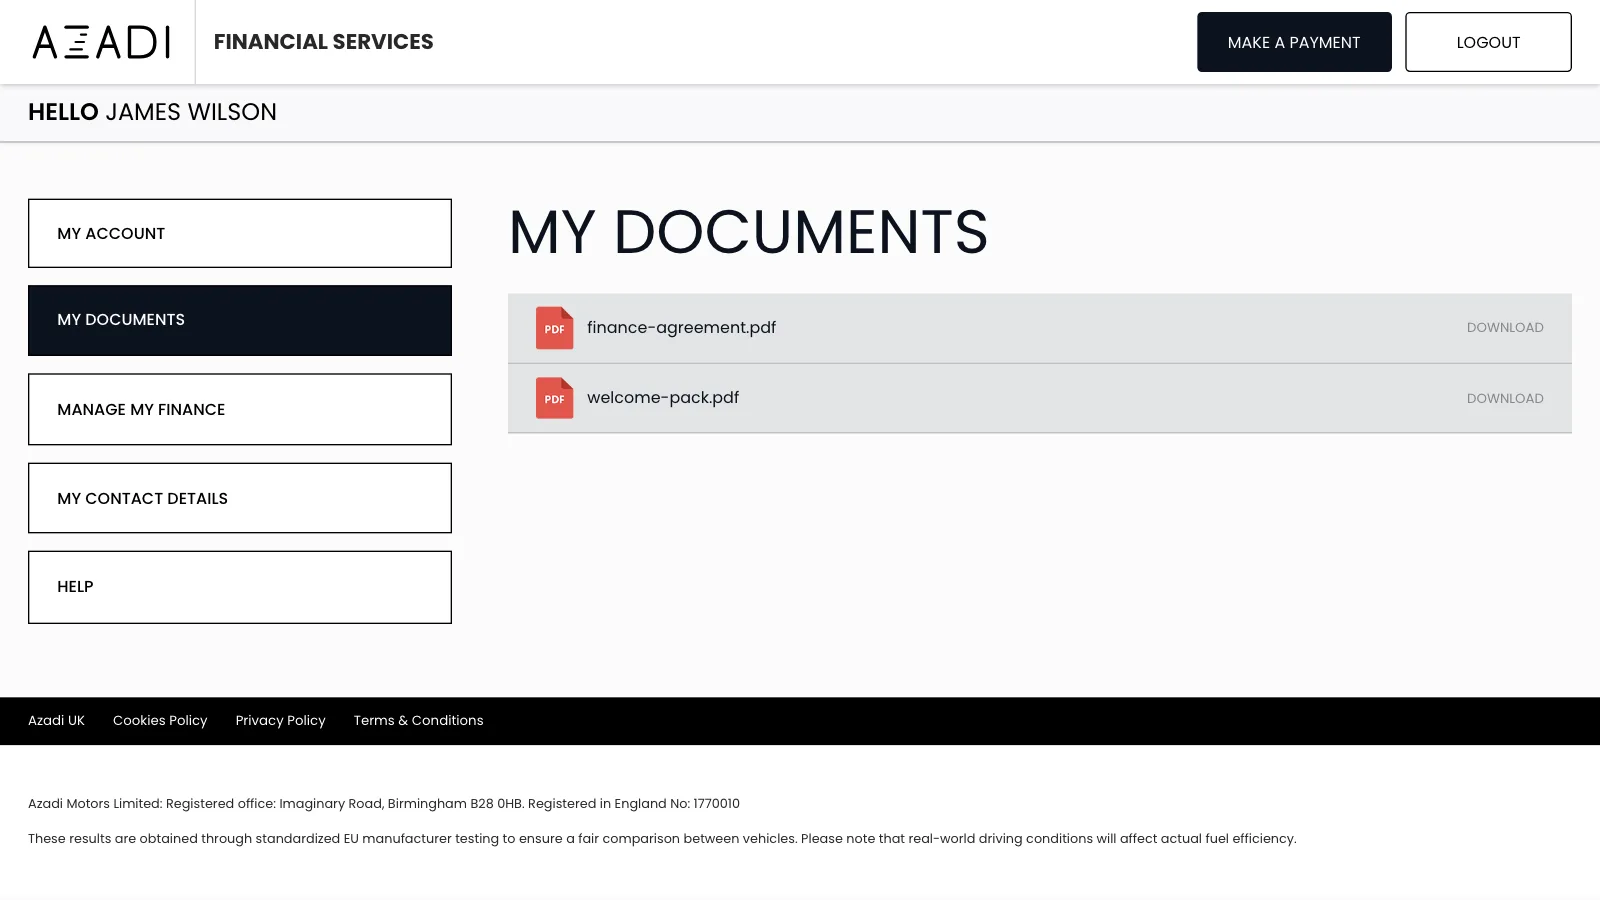 AZADI
FINANCIAL SERVICES
MAKE A PAYMENT
LOGOUT
HELLO JAMES WILSON
MY ACCOUNT
MY DOCUMENTS
MANAGE MY FINANCE
MY CONTACT DETAILS
HELP
MY DOCUMENTS
PDF finance-agreement.pdf DOWNLOAD
PDF welcome-pack.pdf DOWNLOAD
Azadi UK Cookies Policy Privacy Policy Terms & Conditions
Azadi Motors Limited: Registered office: Imaginary Road, Birmingham B28 0HB. Registered in England No: 1770010
These results are obtained through standardized EU manufacturer testing to ensure a fair comparison between vehicles. Please note that real-world driving conditions will affect actual fuel efficiency.